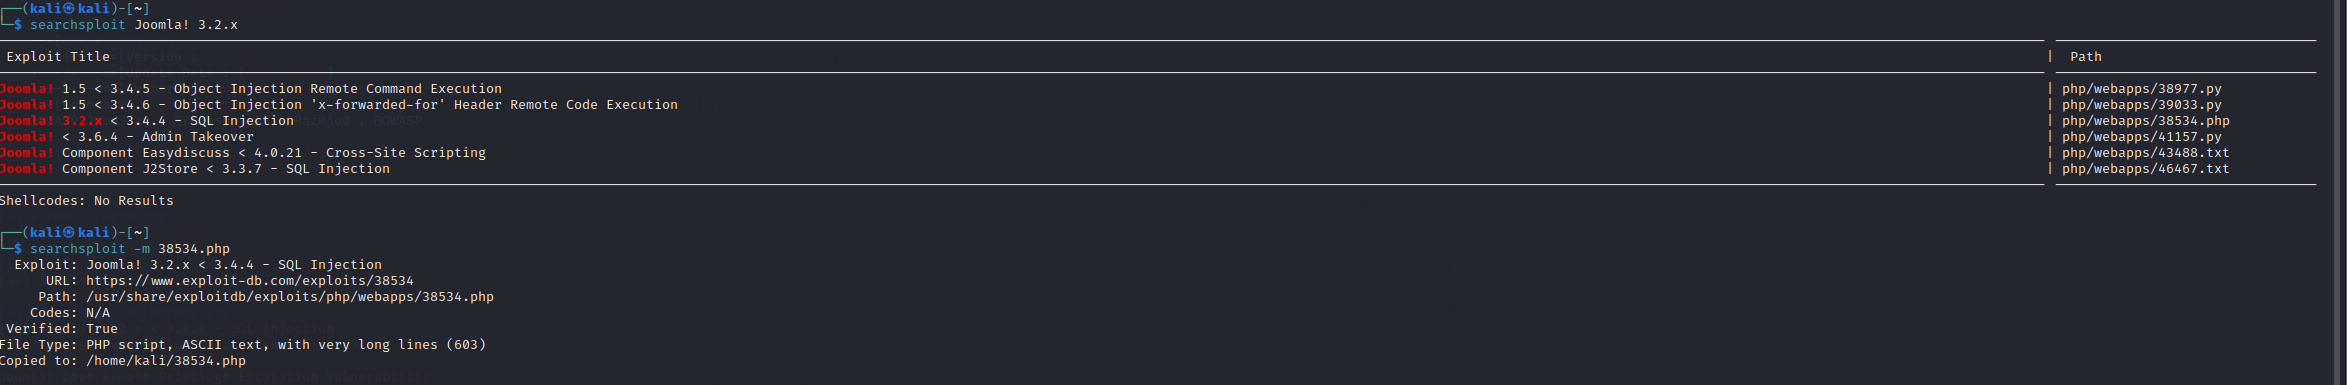 ┌──(kali㉿kali)-[~]
└─$ searchsploit Joomla! 3.2.x
Exploit Title | Path
Joomla! 1.5 < 3.4.5 - Object Injection Remote Command Execution | php/webapps/38977.py
Joomla! 1.5 < 3.4.6 - Object Injection 'x-forwarded-for' Header Remote Code Execution | php/webapps/39033.py
Joomla! 3.2.x < 3.4.4 - SQL Injection | php/webapps/38534.php
Joomla! < 3.6.4 - Admin Takeover | php/webapps/41157.py
Joomla! Component Easydiscuss < 4.0.21 - Cross-Site Scripting | php/webapps/43488.txt
Joomla! Component J2Store < 3.3.7 - SQL Injection | php/webapps/46467.txt
Shellcodes: No Results
┌──(kali㉿kali)-[~]
└─$ searchsploit -m 38534.php
Exploit: Joomla! 3.2.x < 3.4.4 - SQL Injection
URL: https://www.exploit-db.com/exploits/38534
Path: /usr/share/exploitdb/exploits/php/webapps/38534.php
Codes: N/A
Verified: True
File Type: PHP script, ASCII text, with very long lines (603)
Copied to: /home/kali/38534.php